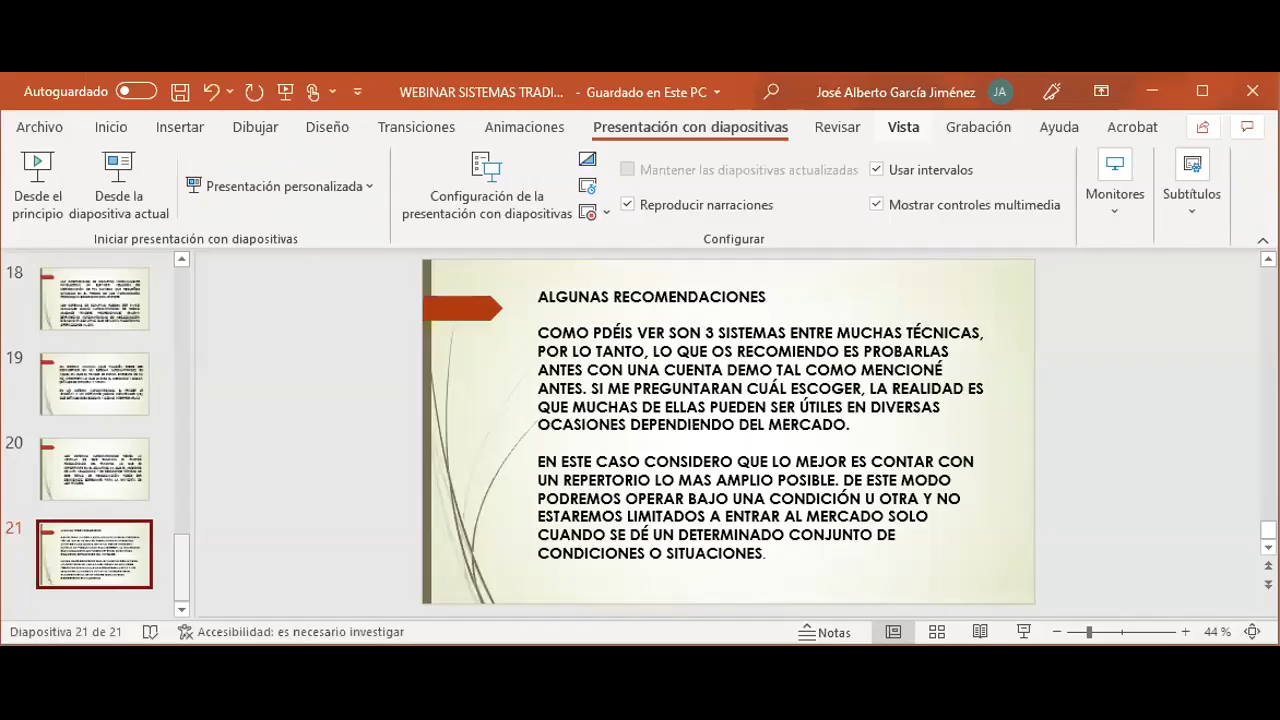 Autoguardado
WEBINAR SISTEMAS TRADI... - Guardado en Este PC
José Alberto García Jiménez
JA
Archivo Inicio Insertar Dibujar Diseño Transiciones Animaciones Presentación con diapositivas Revisar Vista Grabación Ayuda Acrobat
Desde el principio
Desde la diapositiva actual
Presentación personalizada
Iniciar presentación con diapositivas
Configuración de la presentación con diapositivas
Mantener las diapositivas actualizadas
Reproducir narraciones
Usar intervalos
Mostrar controles multimedia
Configurar
Monitores
Subtítulos
18
19
20
21
ALGUNAS RECOMENDACIONES
COMO PDÉIS VER SON 3 SISTEMAS ENTRE MUCHAS TÉCNICAS,
POR LO TANTO, LO QUE OS RECOMIENDO ES PROBARLAS
ANTES CON UNA CUENTA DEMO TAL COMO MENCIONÉ
ANTES. SI ME PREGUNTARAN CUÁL ESCOGER, LA REALIDAD ES
QUE MUCHAS DE ELLAS PUEDEN SER ÚTILES EN DIVERSAS
OCASIONES DEPENDIENDO DEL MERCADO.
EN ESTE CASO CONSIDERO QUE LO MEJOR ES CONTAR CON
UN REPERTORIO LO MAS AMPLIO POSIBLE. DE ESTE MODO
PODREMOS OPERAR BAJO UNA CONDICIÓN U OTRA Y NO
ESTAREMOS LIMITADOS A ENTRAR AL MERCADO SOLO
CUANDO SE DÉ UN DETERMINADO CONJUNTO DE
CONDICIONES O SITUACIONES.
Diapositiva 21 de 21
Accesibilidad: es necesario investigar
Notas
44 %